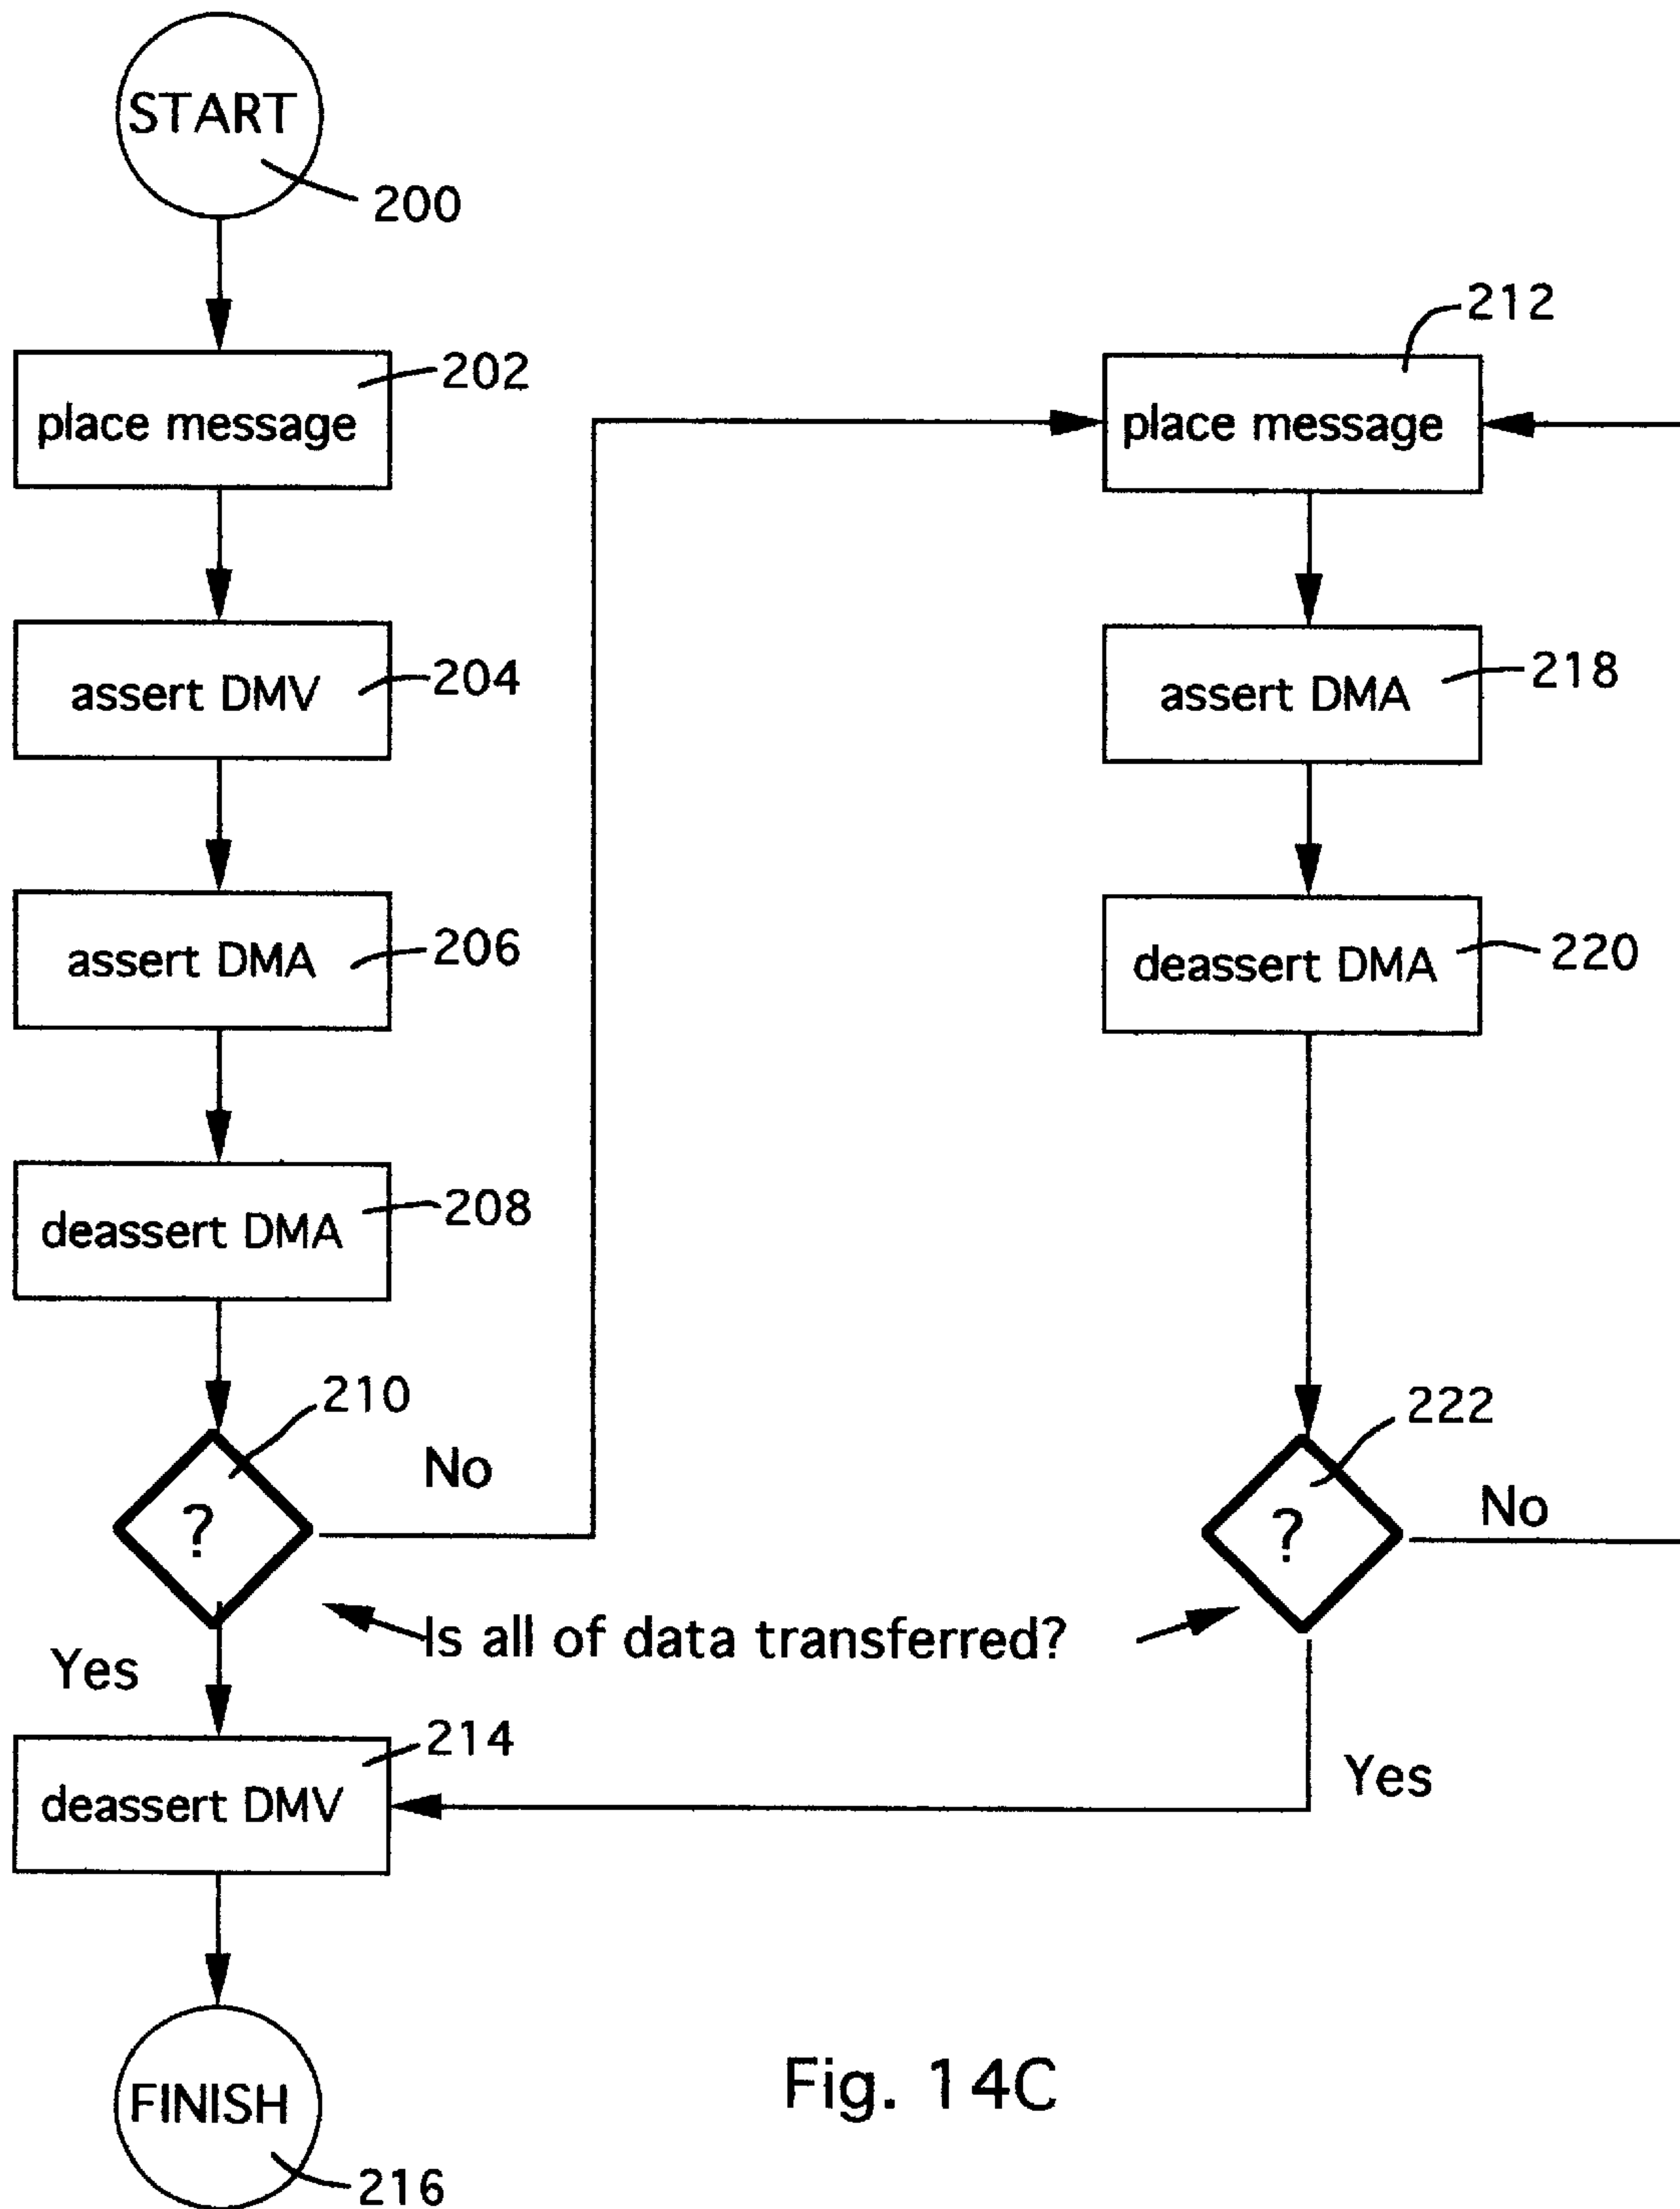 START
200
202
place message
204
assert DMV
206
assert DMA
208
deassert DMA
210
?
No
Yes
Is all of data transferred?
214
deassert DMV
FINISH
216
212
place message
218
assert DMA
220
deassert DMA
222
?
No
Yes
Fig. 14C